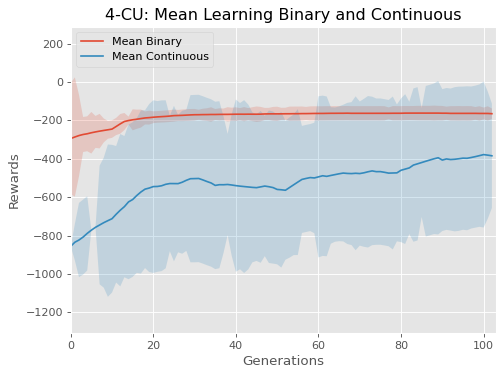 4-CU: Mean Learning Binary and Continuous
Mean Binary
Mean Continuous
200
0
−200
−400
−600
−800
−1000
−1200
Rewards
0 20 40 60 80 100
Generations